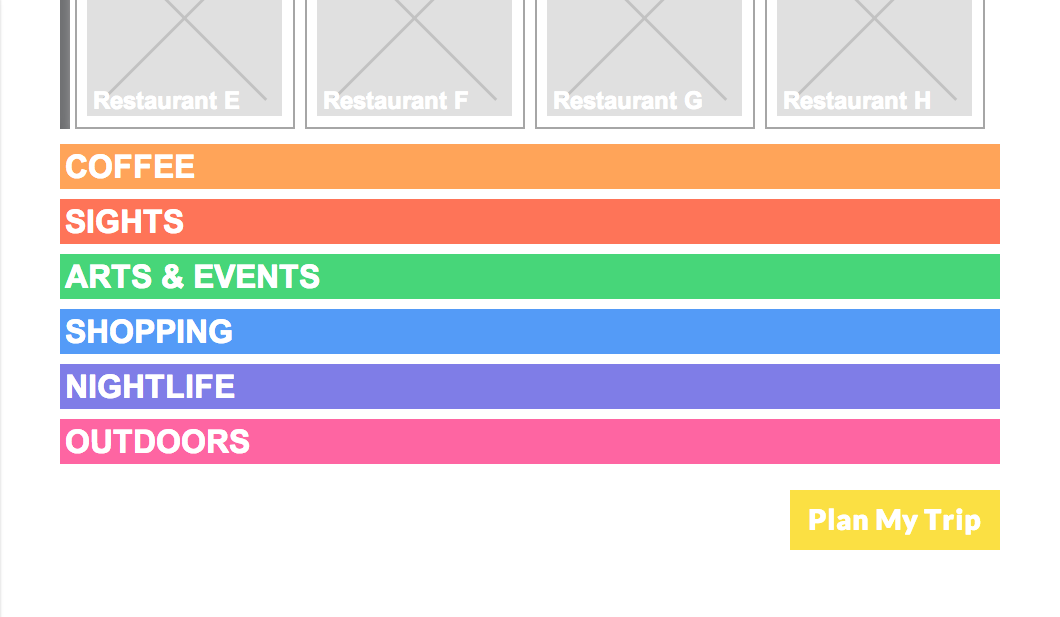 Restaurant E
Restaurant F
Restaurant G
Restaurant H
COFFEE
SIGHTS
ARTS & EVENTS
SHOPPING
NIGHTLIFE
OUTDOORS
Plan My Trip